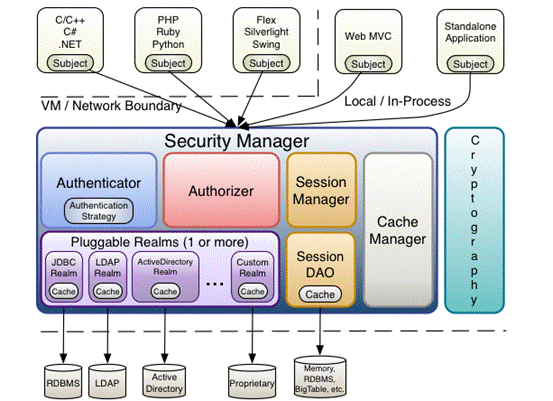 C/C++
C#
.NET
Subject
PHP
Ruby
Python
Subject
Flex
Silverlight
Swing
Subject
Web MVC
Subject
Standalone
Application
Subject
VM / Network Boundary
Local / In-Process
Security Manager
Authenticator
Authentication
Strategy
Authorizer
Session
Manager
Cache
Manager
Cryptography
Pluggable Realms (1 or more)
JDBC
Realm
Cache
LDAP
Realm
Cache
ActiveDirectory
Realm
Cache
...
Custom
Realm
Cache
Session
DAO
Cache
RDBMS
LDAP
Active
Directory
Proprietary
Memory,
RDBMS,
BigTable, etc.